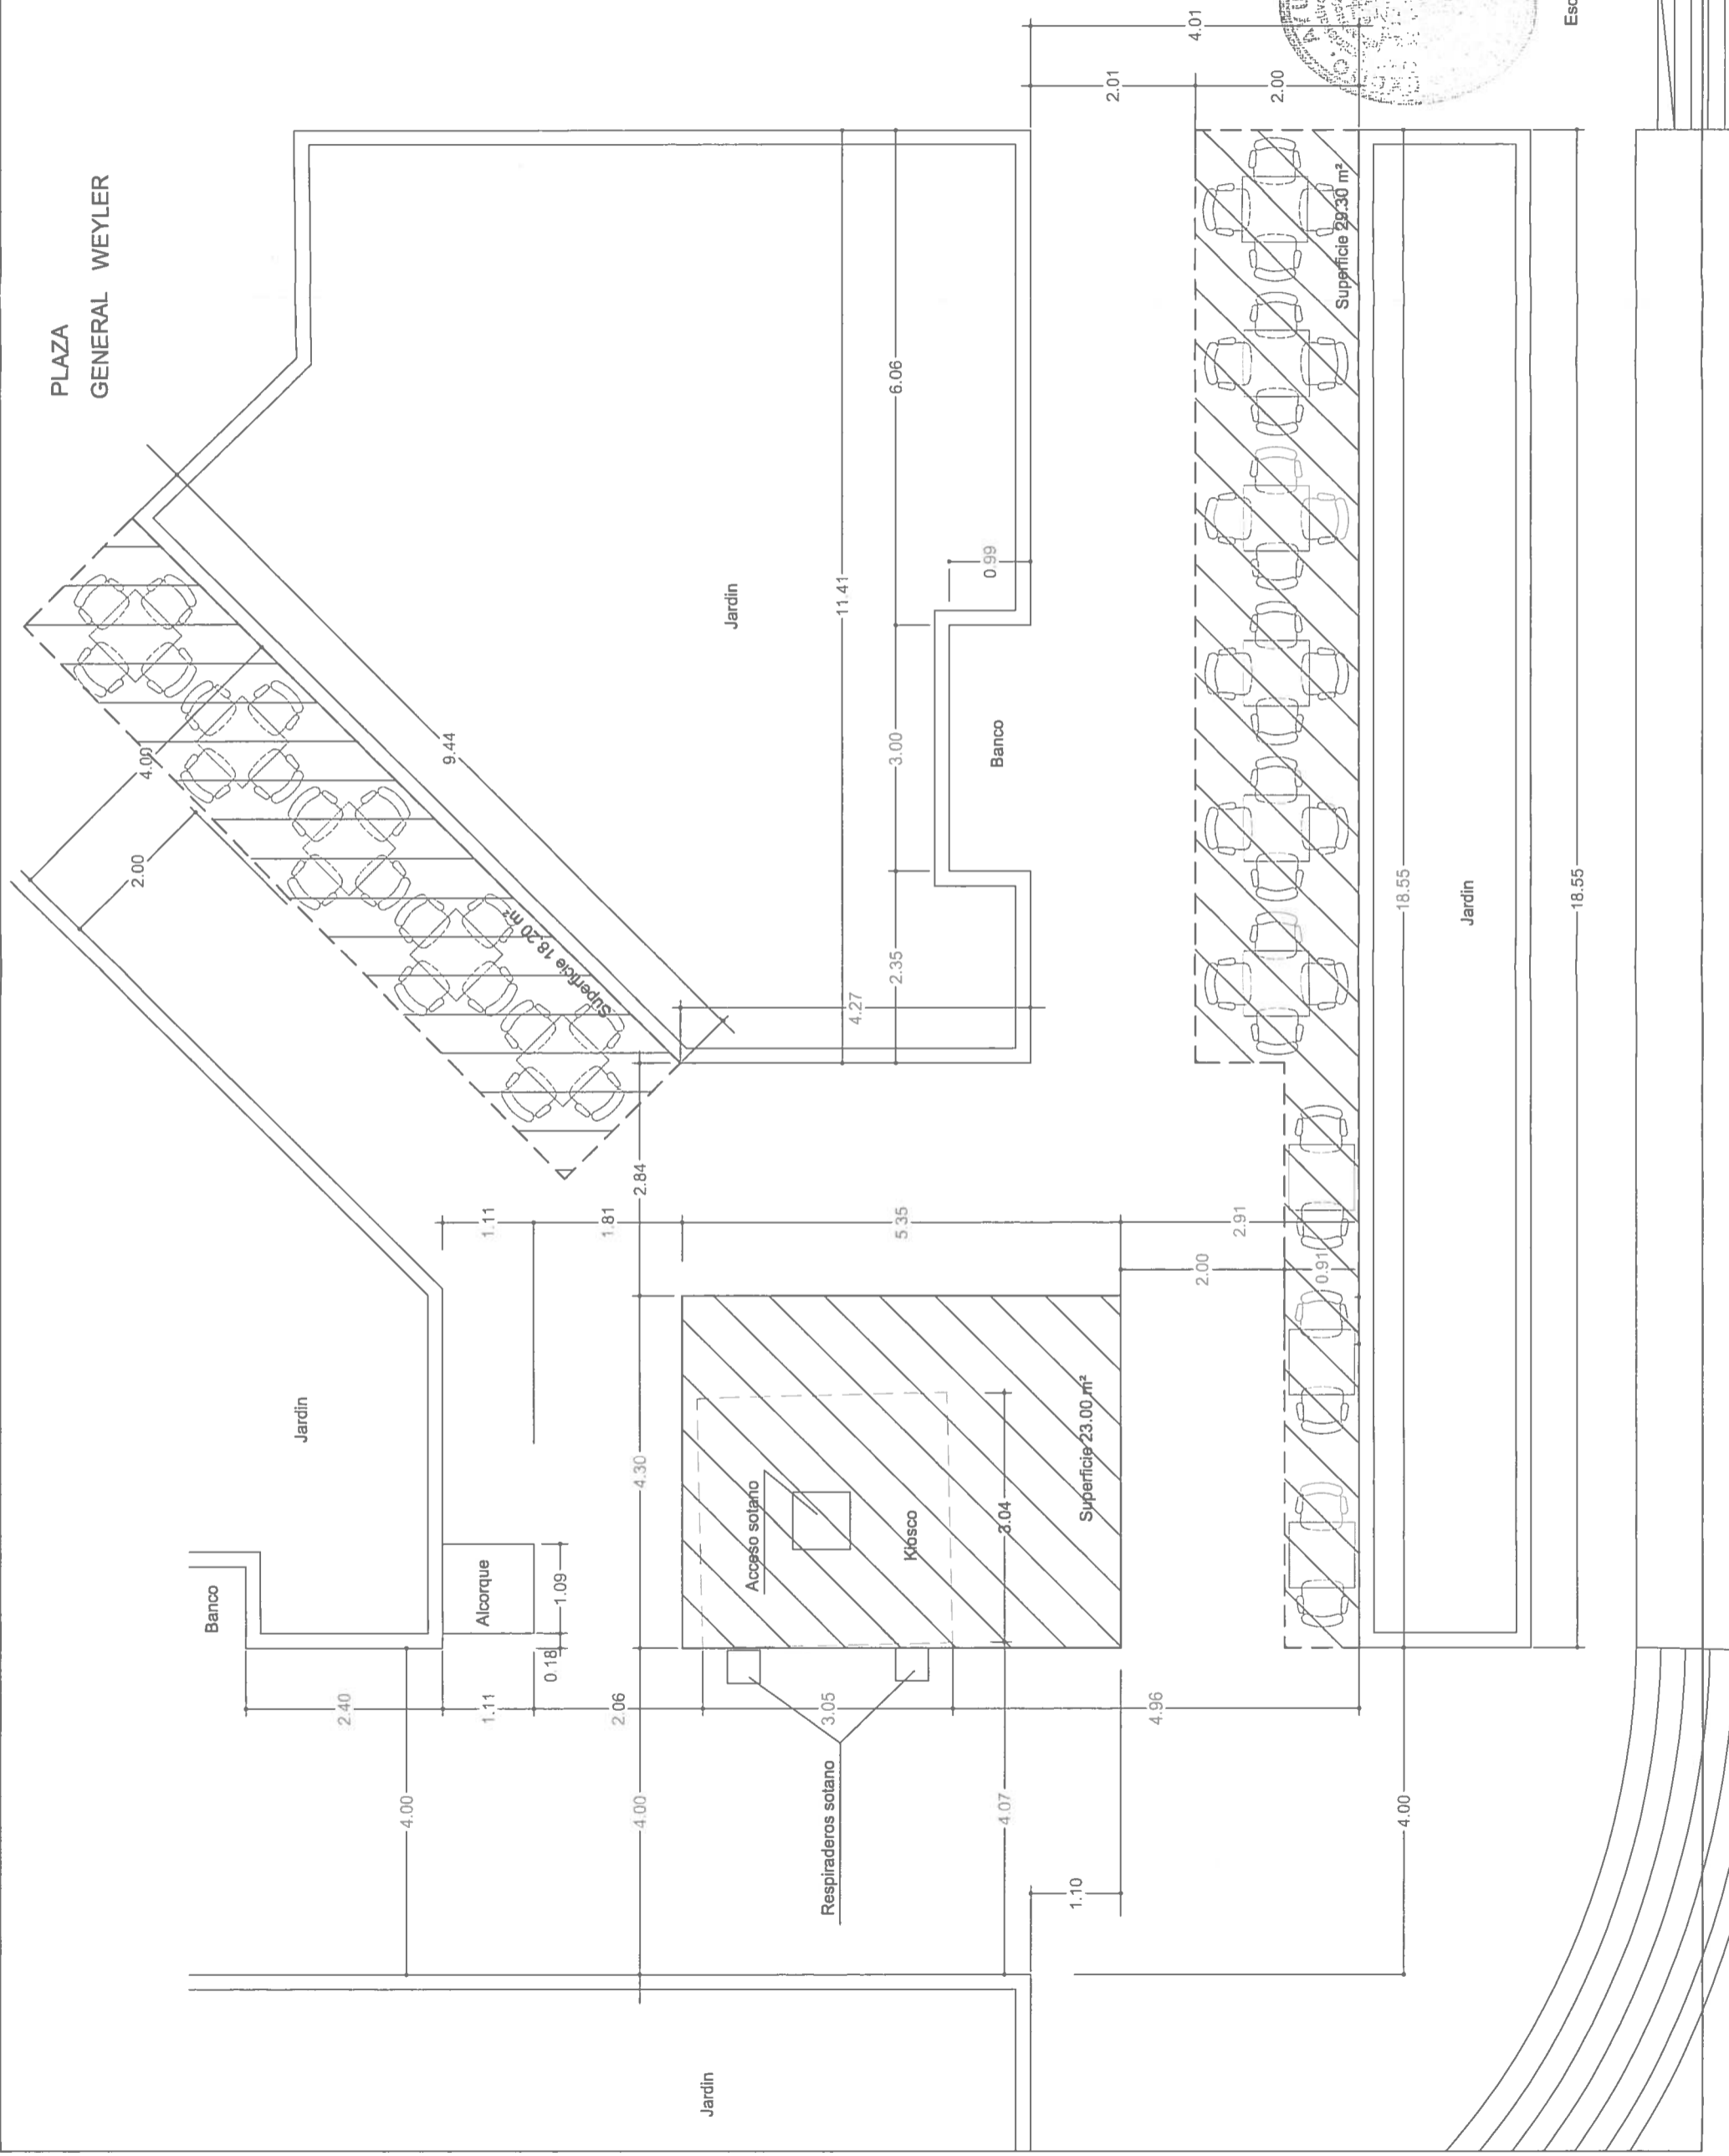 PLAZA
GENERAL WEYLER
4.01
2.01
2.00
Esc
Superficie 29.30 m²
6.06
11.41
0.99
Jardin
3.00
Banco
2.35
4.27
9.44
4.00
2.00
Superficie 18.20 m²
18.55
Jardin
18.55
2.84
1.11
1.81
5.35
2.91
2.00
0.91
Jardin
4.30
Acceso sotano
Kiosco
3.04
Superficie 23.00 m²
Banco
Alcorque
1.09
0.18
2.40
1.11
2.06
3.05
4.96
4.00
4.00
Respiraderos sotano
4.07
1.10
4.00
Jardin